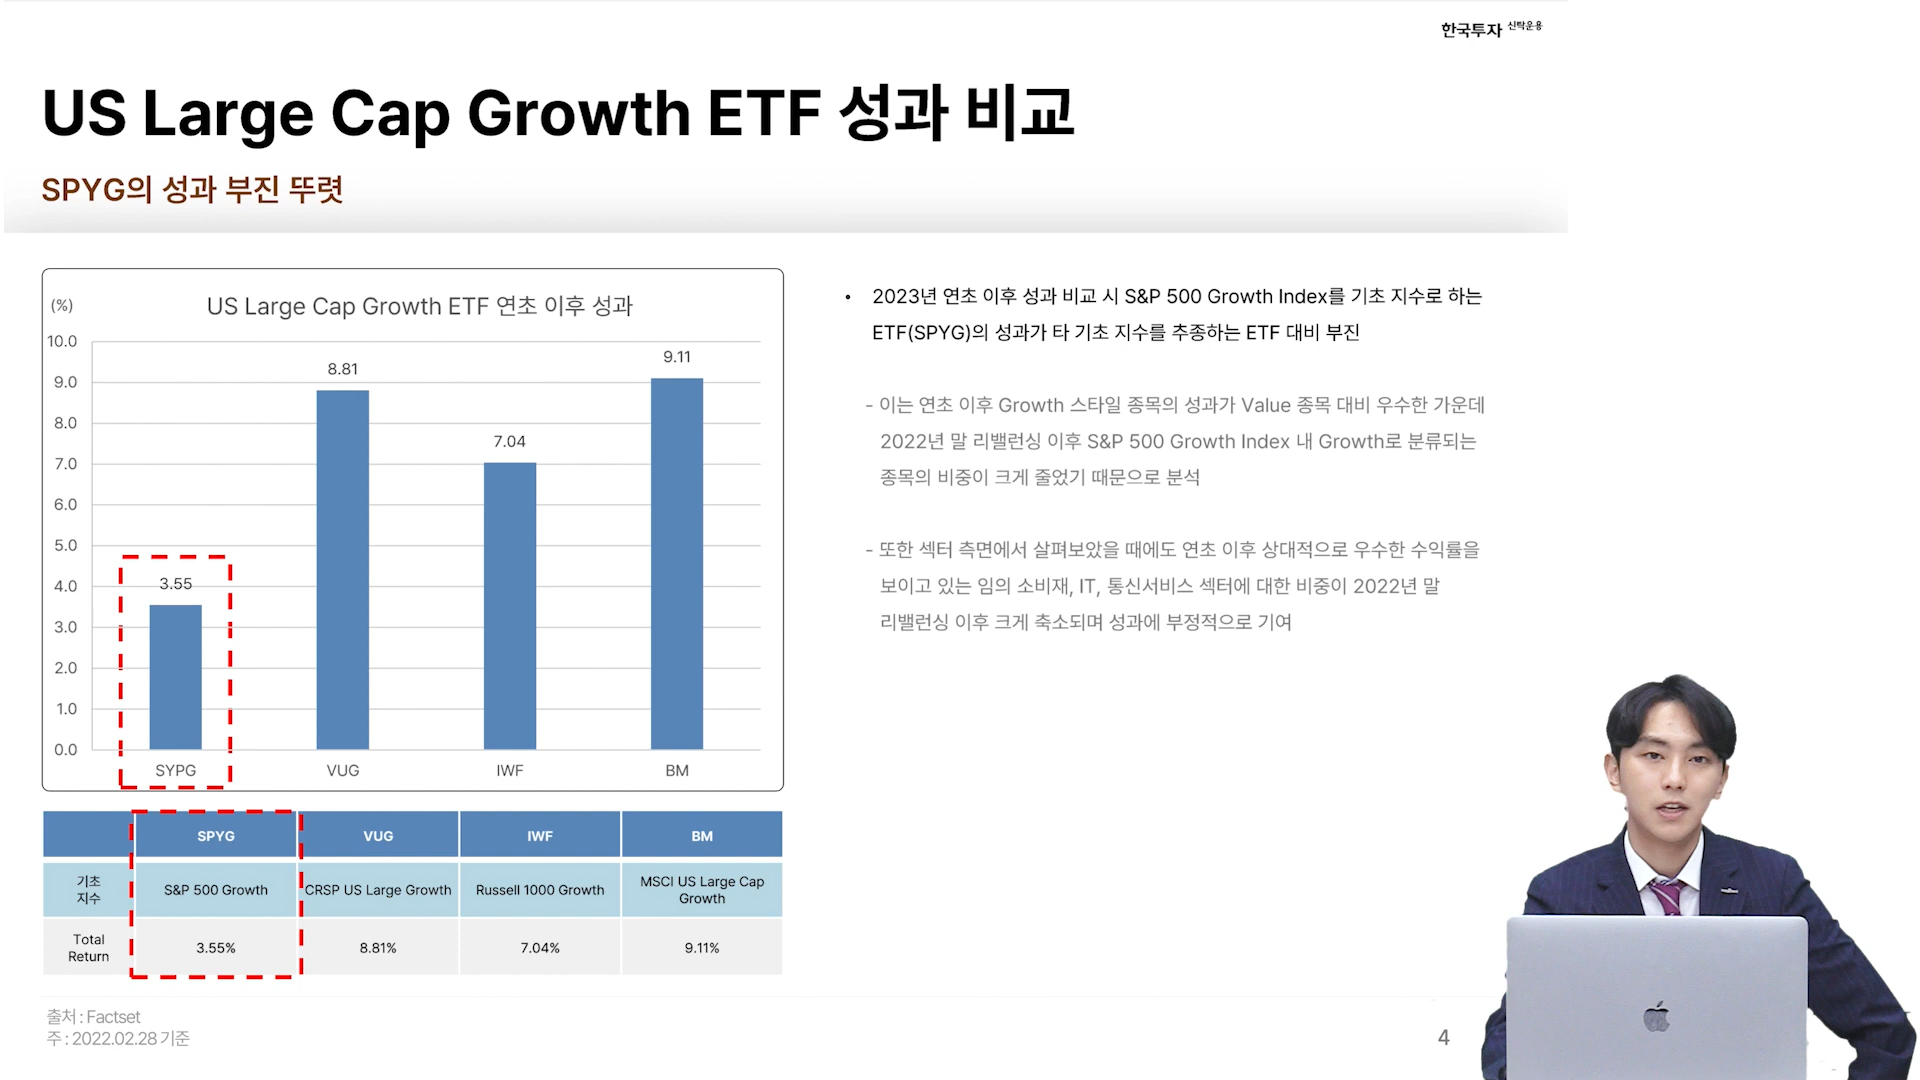 한국투자 신탁운용
US Large Cap Growth ETF 성과 비교
SPYG의 성과 부진 뚜렷
(%)
US Large Cap Growth ETF 연초 이후 성과
10.0
9.0
8.0
7.0
6.0
5.0
4.0
3.0
2.0
1.0
0.0
3.55
8.81
7.04
9.11
SYPG VUG IWF BM
SPYG VUG IWF BM
기초 지수 S&P 500 Growth CRSP US Large Growth Russell 1000 Growth MSCI US Large Cap Growth
Total Return 3.55% 8.81% 7.04% 9.11%
• 2023년 연초 이후 성과 비교 시 S&P 500 Growth Index를 기초 지수로 하는
ETF(SPYG)의 성과가 타 기초 지수를 추종하는 ETF 대비 부진
- 이는 연초 이후 Growth 스타일 종목의 성과가 Value 종목 대비 우수한 가운데
2022년 말 리밸런싱 이후 S&P 500 Growth Index 내 Growth로 분류되는
종목의 비중이 크게 줄었기 때문으로 분석
- 또한 섹터 측면에서 살펴보았을 때에도 연초 이후 상대적으로 우수한 수익률을
보이고 있는 임의 소비재, IT, 통신서비스 섹터에 대한 비중이 2022년 말
리밸런싱 이후 크게 축소되며 성과에 부정적으로 기여
출처 : Factset
주 : 2022.02.28 기준
4